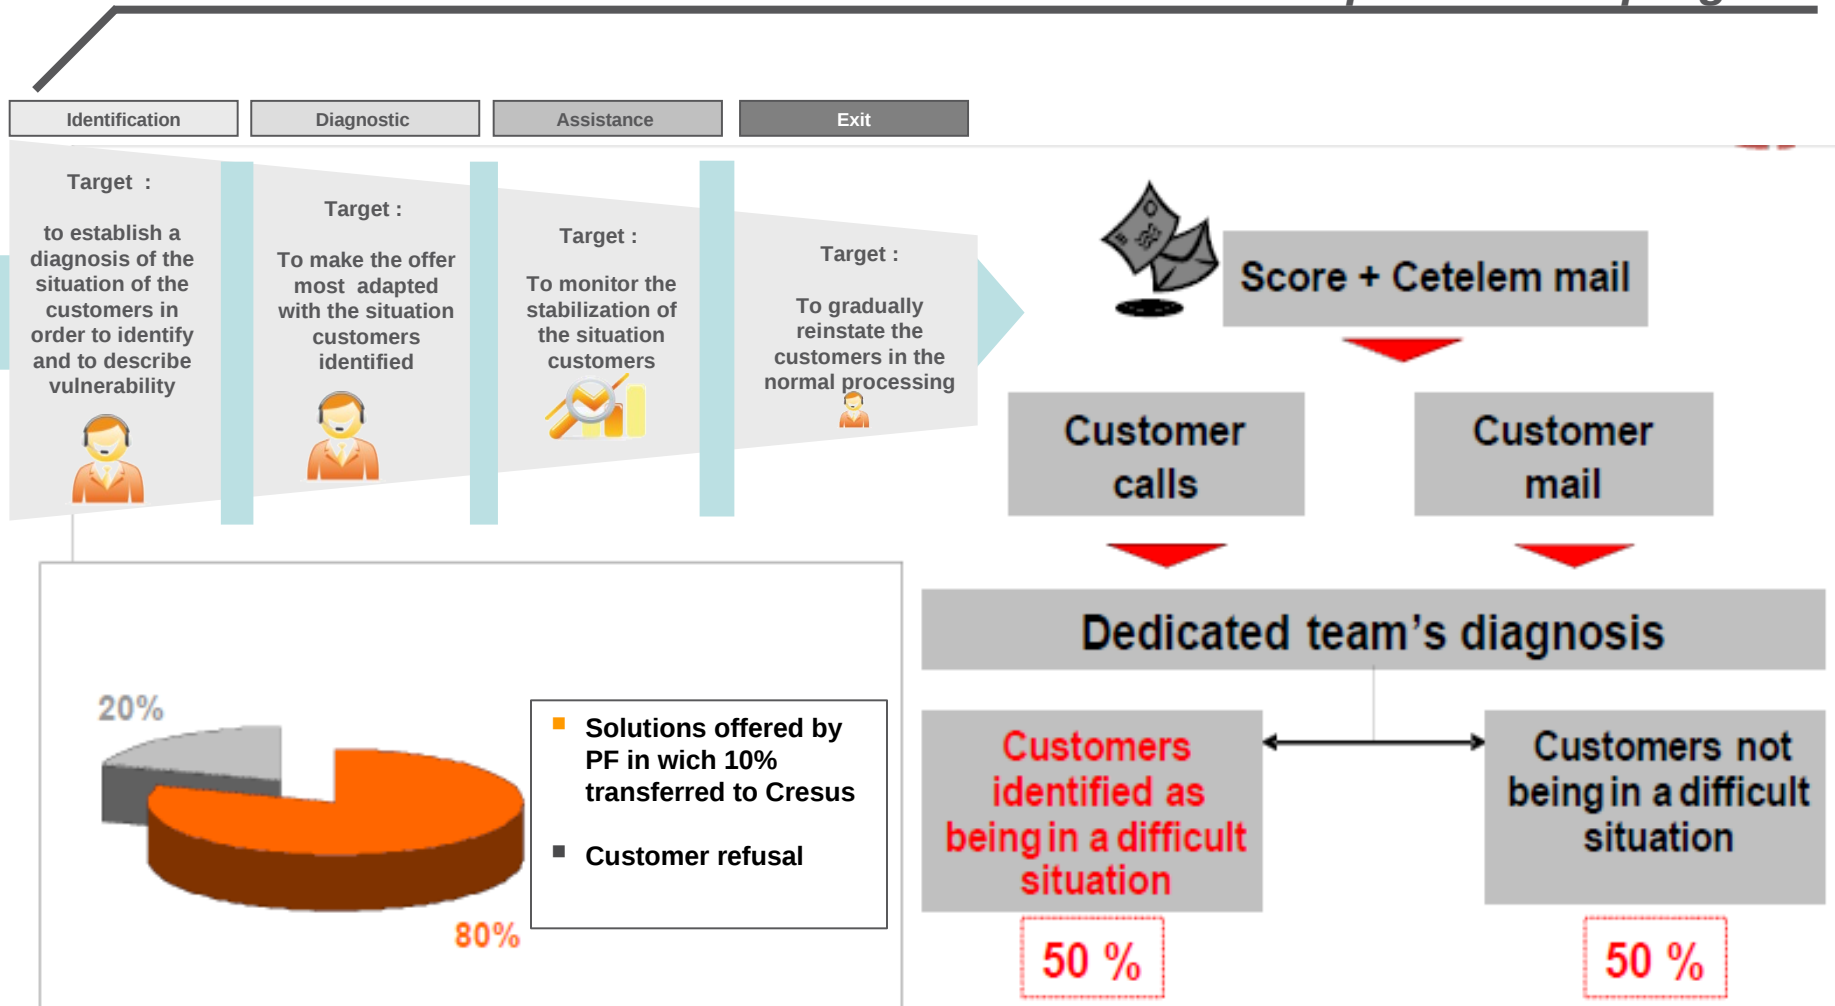 Identification
Diagnostic
Assistance
Exit
Target :
to establish a
diagnosis of the
situation of the
customers in
order to identify
and to describe
vulnerability
Target :
To make the offer
most adapted
with the situation
customers
identified
Target :
To monitor the
stabilization of
the situation
customers
Target :
To gradually
reinstate the
customers in the
normal processing
Score + Cetelem mail
Customer
calls
Customer
mail
Dedicated team's diagnosis
Customers
identified as
being in a difficult
situation
50 %
Customers not
being in a difficult
situation
50 %
20%
80%
Solutions offered by
PF in wich 10%
transferred to Cresus
Customer refusal